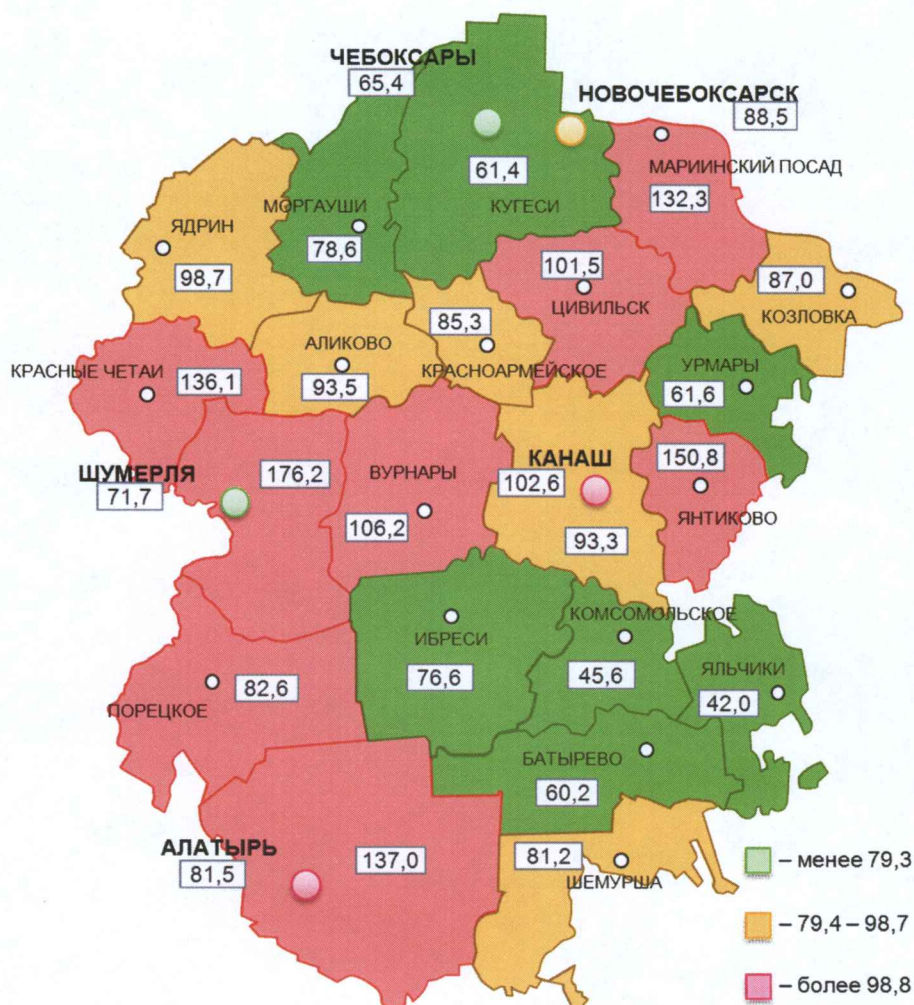 ЧЕБОКСАРЫ
65,4
НОВОЧЕБОКСАРСК
88,5
61,4
КУГЕСИ
МАРИИНСКИЙ ПОСАД
132,3
МОРГАУШИ
78,6
ЯДРИН
98,7
101,5
ЦИВИЛЬСК
87,0
КОЗЛОВКА
85,3
КРАСНОАРМЕЙСКОЕ
АЛИКОВО
93,5
КРАСНЫЕ ЧЕТАИ
136,1
УРМАРЫ
61,6
ШУМЕРЛЯ
71,7
176,2
ВУРНАРЫ
106,2
КАНАШ
102,6
93,3
150,8
ЯНТИКОВО
ИБРЕСИ
76,6
КОМСОМОЛЬСКОЕ
45,6
ЯЛЬЧИКИ
42,0
ПОРЕЦКОЕ
82,6
БАТЫРЕВО
60,2
АЛАТЫРЬ
81,5
137,0
81,2
ШЕМУРША
– менее 79,3
– 79,4 – 98,7
– более 98,8